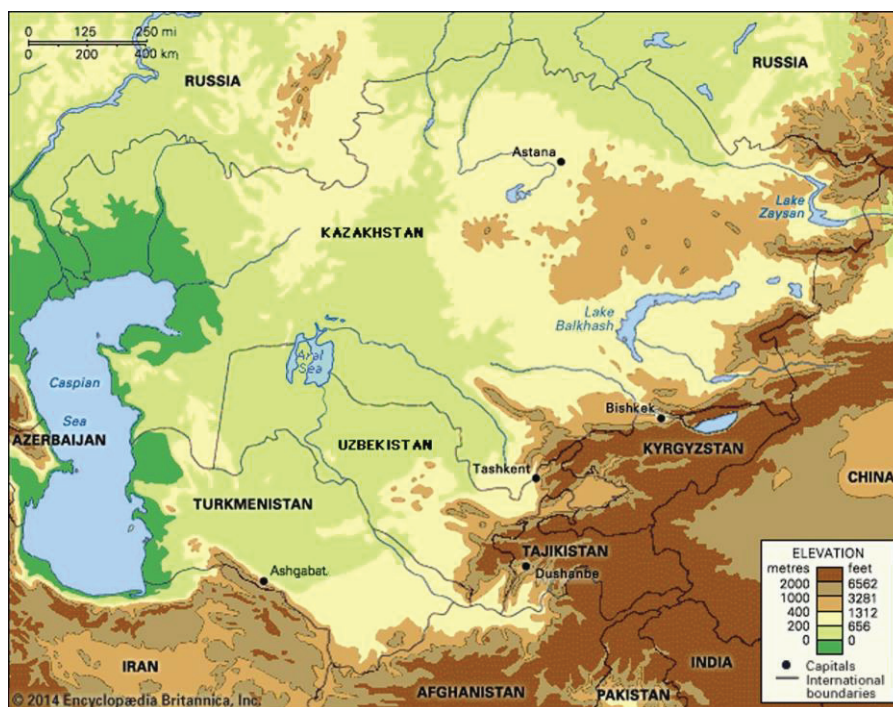 0 125 250 mi
0 200 400 km
RUSSIA
RUSSIA
Astana
Lake
Zaysan
KAZAKHSTAN
Lake
Balkhash
Aral
Sea
Caspian
Sea
AZERBAIJAN
Bishkek
UZBEKISTAN
KYRGYZSTAN
Tashkent
CHINA
TURKMENISTAN
TAJIKISTAN
Dushanbe
Ashgabat
ELEVATION
metres feet
2000 6562
1000 3281
400 1312
200 656
0 0
Capitals
International
boundaries
IRAN
AFGHANISTAN
PAKISTAN
INDIA
© 2014 Encyclopædia Britannica, Inc.